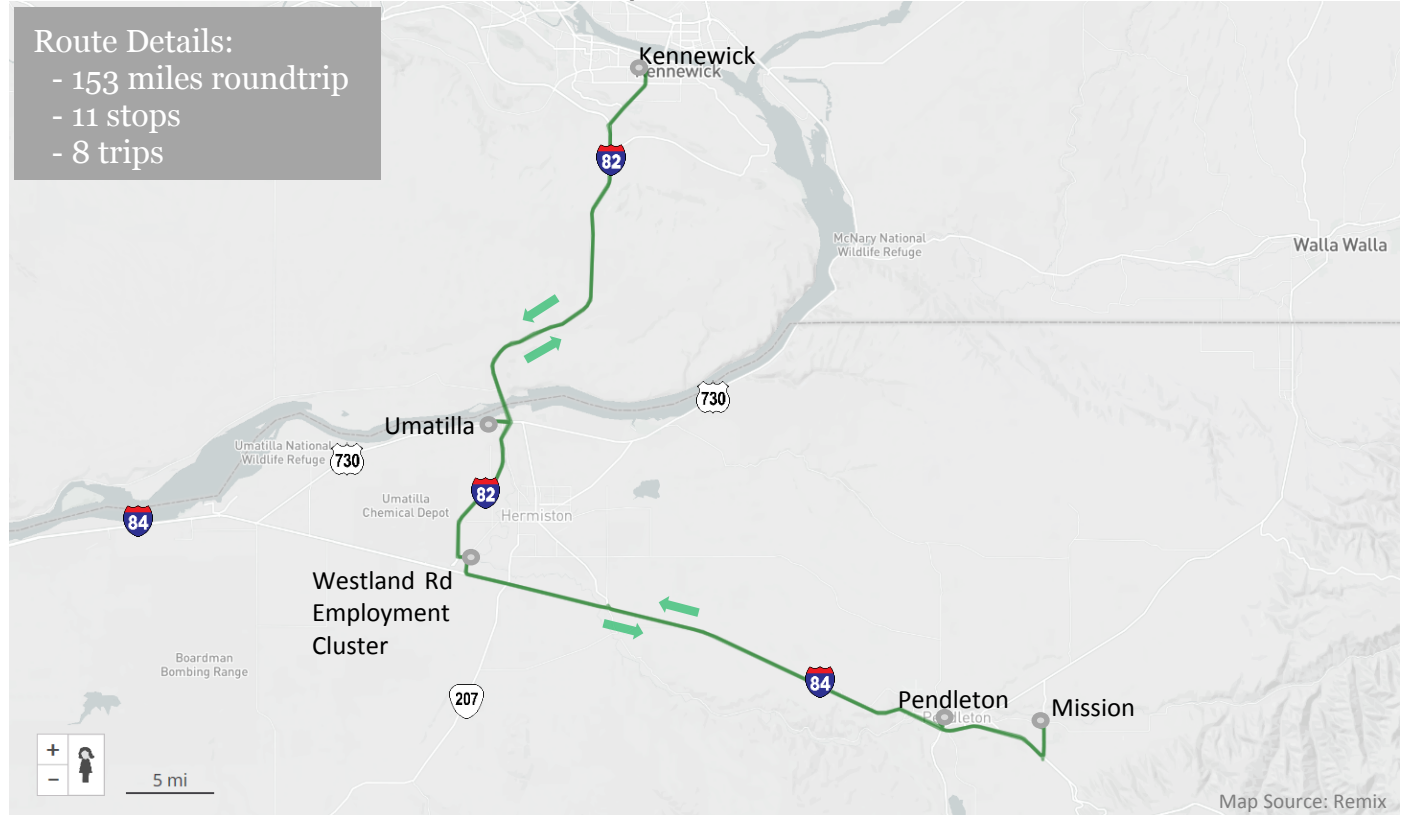 Route Details:
- 153 miles roundtrip
- 11 stops
- 8 trips
Kennewick
Kennewick
82
McNary National
Wildlife Refuge
Walla Walla
730
Umatilla
Umatilla National
Wildlife Refuge
730
82
Umatilla
Chemical Depot
Hermiston
84
Westland Rd
Employment
Cluster
Boardman
Bombing Range
207
84
Pendleton
Pendleton
Mission
+
−
5 mi
Map Source: Remix